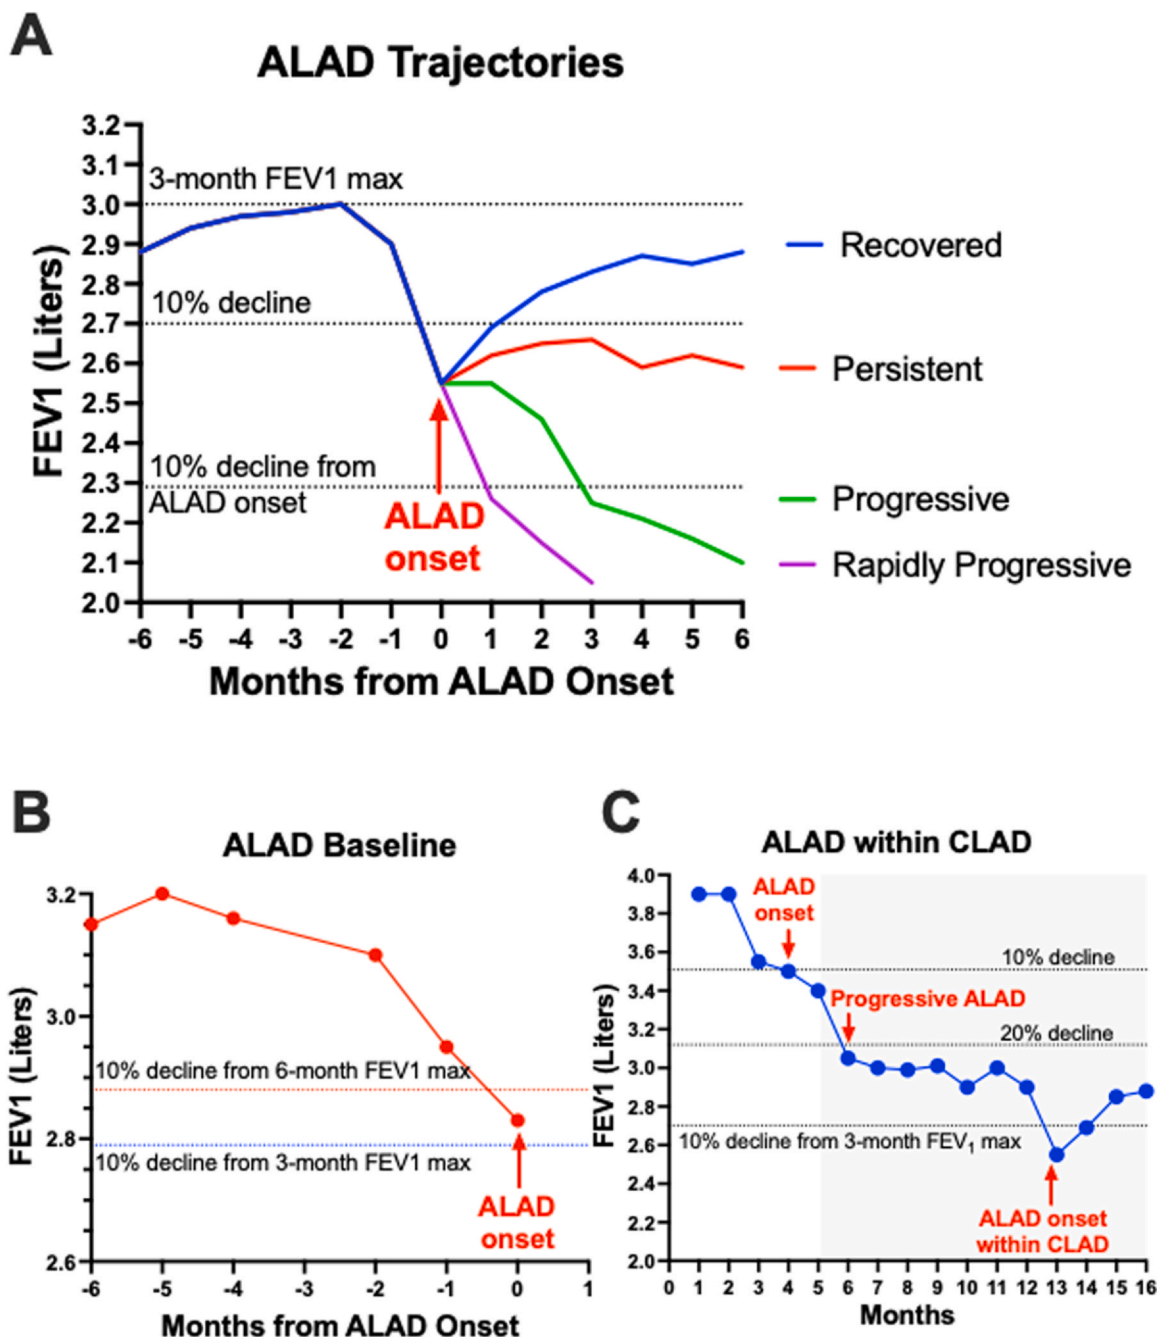 A
ALAD Trajectories
3.2
3.1
3.0
2.9
2.8
2.7
2.6
2.5
2.4
2.3
2.2
2.1
2.0
FEV1 (Liters)
3-month FEV1 max
10% decline
10% decline from
ALAD onset
ALAD
onset
Recovered
Persistent
Progressive
Rapidly Progressive
-6 -5 -4 -3 -2 -1 0 1 2 3 4 5 6
Months from ALAD Onset
B
ALAD Baseline
3.2
3.0
2.8
2.6
FEV1 (Liters)
10% decline from 6-month FEV1 max
10% decline from 3-month FEV1 max
ALAD
onset
-6 -5 -4 -3 -2 -1 0 1
Months from ALAD Onset
C
ALAD within CLAD
4.0
3.8
3.6
3.4
3.2
3.0
2.8
2.6
2.4
2.2
2.0
FEV1 (Liters)
ALAD
onset
10% decline
Progressive ALAD
20% decline
10% decline from 3-month FEV₁ max
ALAD onset
within CLAD
0 1 2 3 4 5 6 7 8 9 10 11 12 13 14 15 16
Months